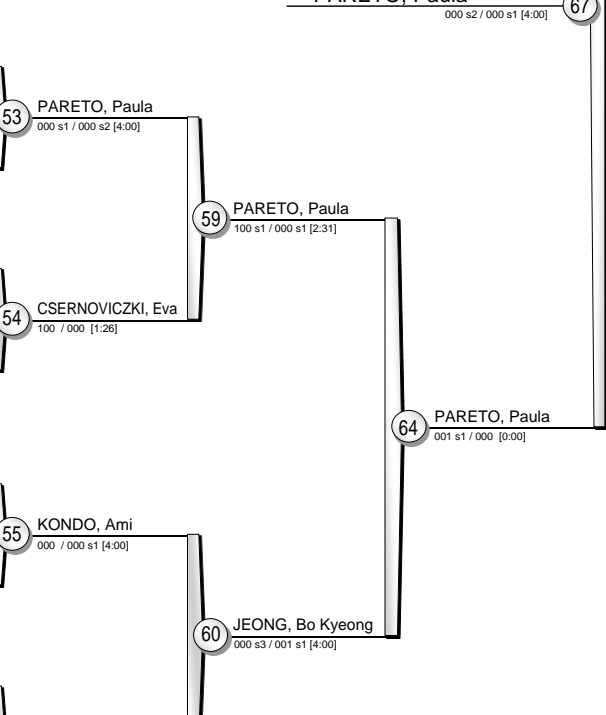 PARETO, Paula
000 s2 / 000 s1 [4:00]
67
53
PARETO, Paula
000 s1 / 000 s2 [4:00]
59
PARETO, Paula
100 s1 / 000 s1 [2:31]
54
CSERNOVICZKI, Eva
100 / 000 [1:26]
64
PARETO, Paula
001 s1 / 000 [0:00]
55
KONDO, Ami
000 / 000 s1 [4:00]
60
JEONG, Bo Kyeong
000 s3 / 001 s1 [4:00]